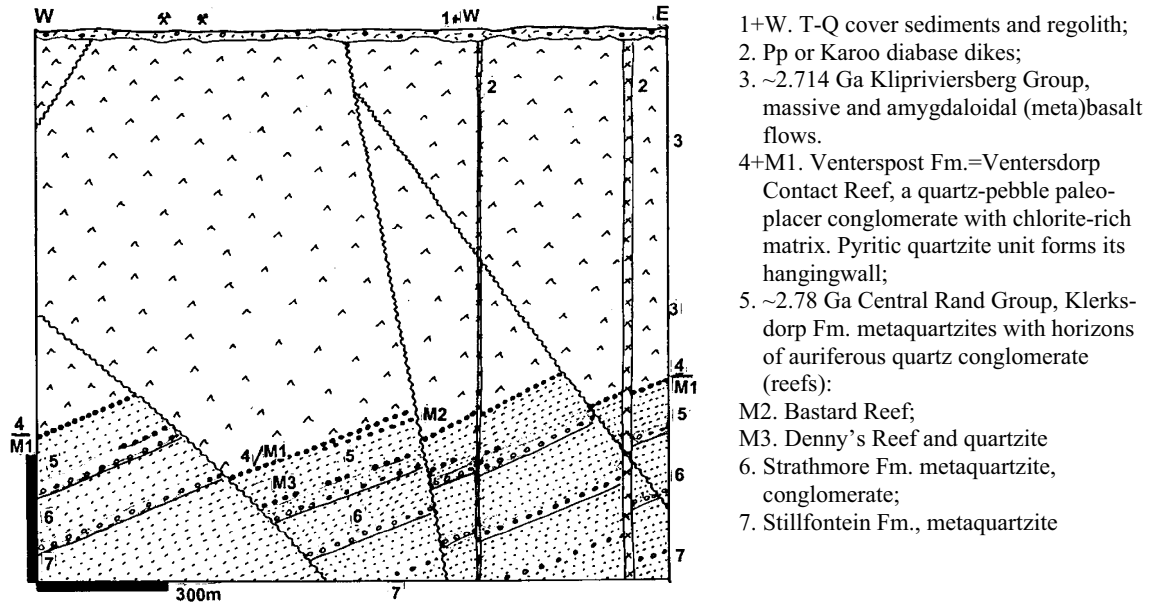 W 1+W E
2 2
3
3
4
M1
4
M1
M2
5
4/M1
5
5
M3
6
6
6
7
7
300m 7
1+W. T-Q cover sediments and regolith;
2. Pp or Karoo diabase dikes;
3. ~2.714 Ga Klipriviersberg Group,
massive and amygdaloidal (meta)basalt
flows.
4+M1. Venterspost Fm.=Ventersdorp
Contact Reef, a quartz-pebble paleo-
placer conglomerate with chlorite-rich
matrix. Pyritic quartzite unit forms its
hangingwall;
5. ~2.78 Ga Central Rand Group, Klerks-
dorp Fm. metaquartzites with horizons
of auriferous quartz conglomerate
(reefs):
M2. Bastard Reef;
M3. Denny's Reef and quartzite
6. Strathmore Fm. metaquartzite,
conglomerate;
7. Stillfontein Fm., metaquartzite